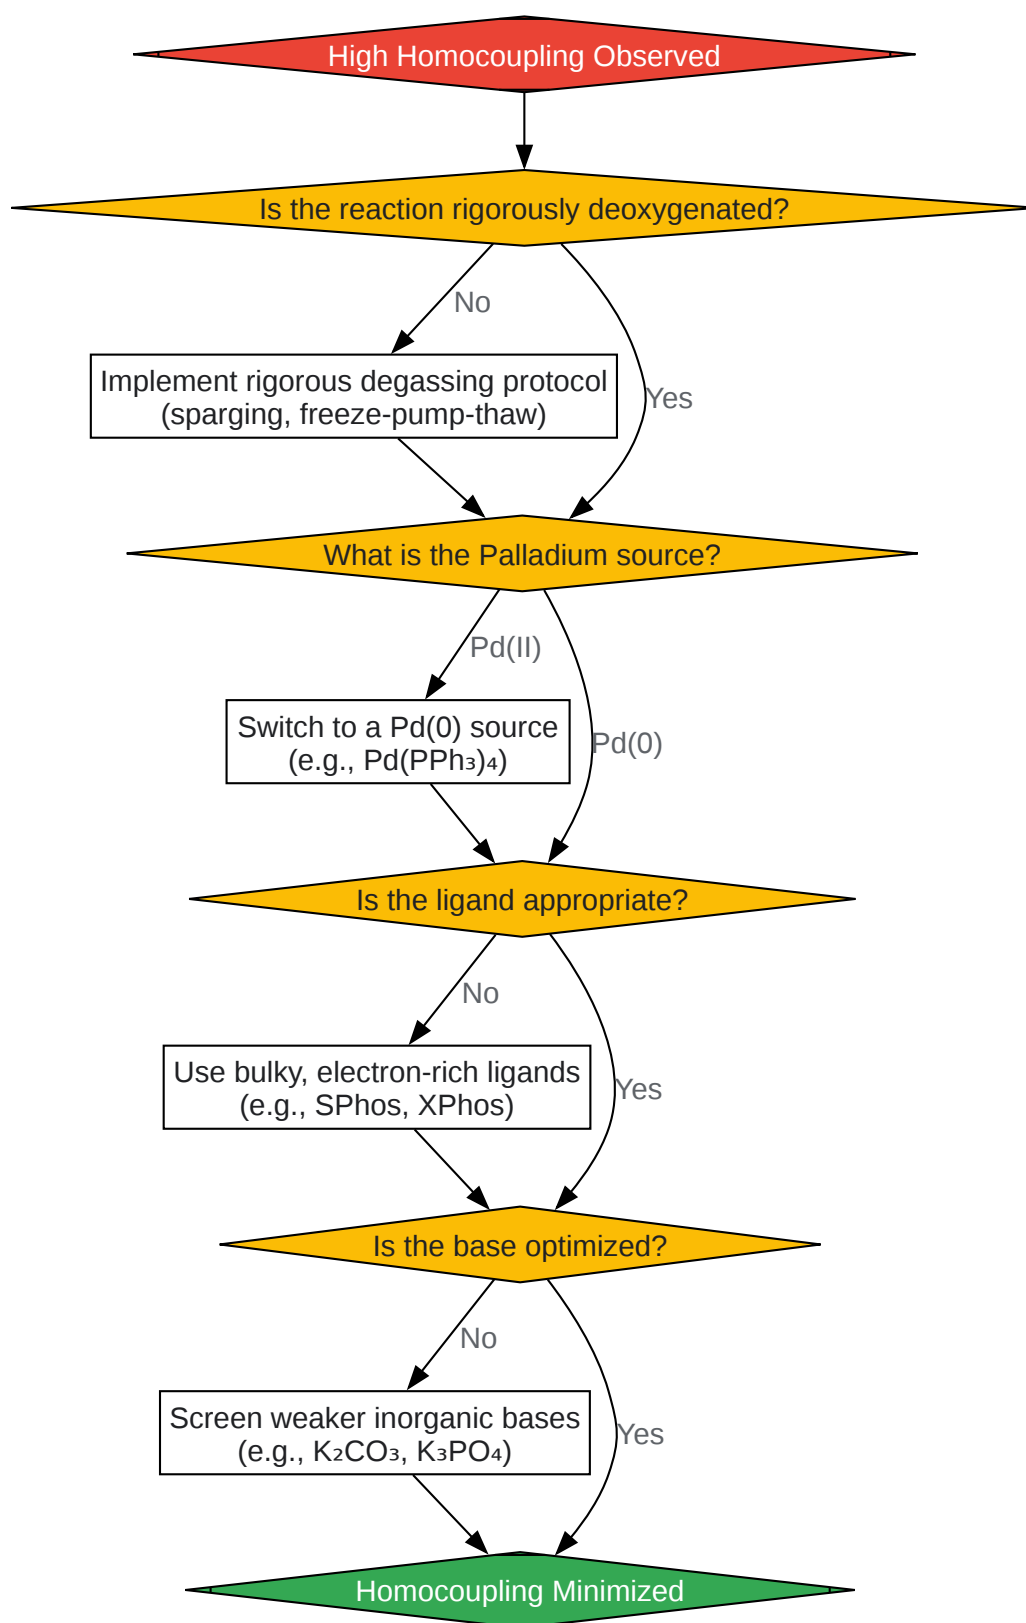 High Homocoupling Observed
Is the reaction rigorously deoxygenated?
No
Implement rigorous degassing protocol
(sparging, freeze-pump-thaw)
Yes
What is the Palladium source?
Pd(II)
Switch to a Pd(0) source
(e.g., Pd(PPh₃)₄)
Pd(0)
Is the ligand appropriate?
No
Use bulky, electron-rich ligands
(e.g., SPhos, XPhos)
Yes
Is the base optimized?
No
Screen weaker inorganic bases
(e.g., K₂CO₃, K₃PO₄)
Yes
Homocoupling Minimized